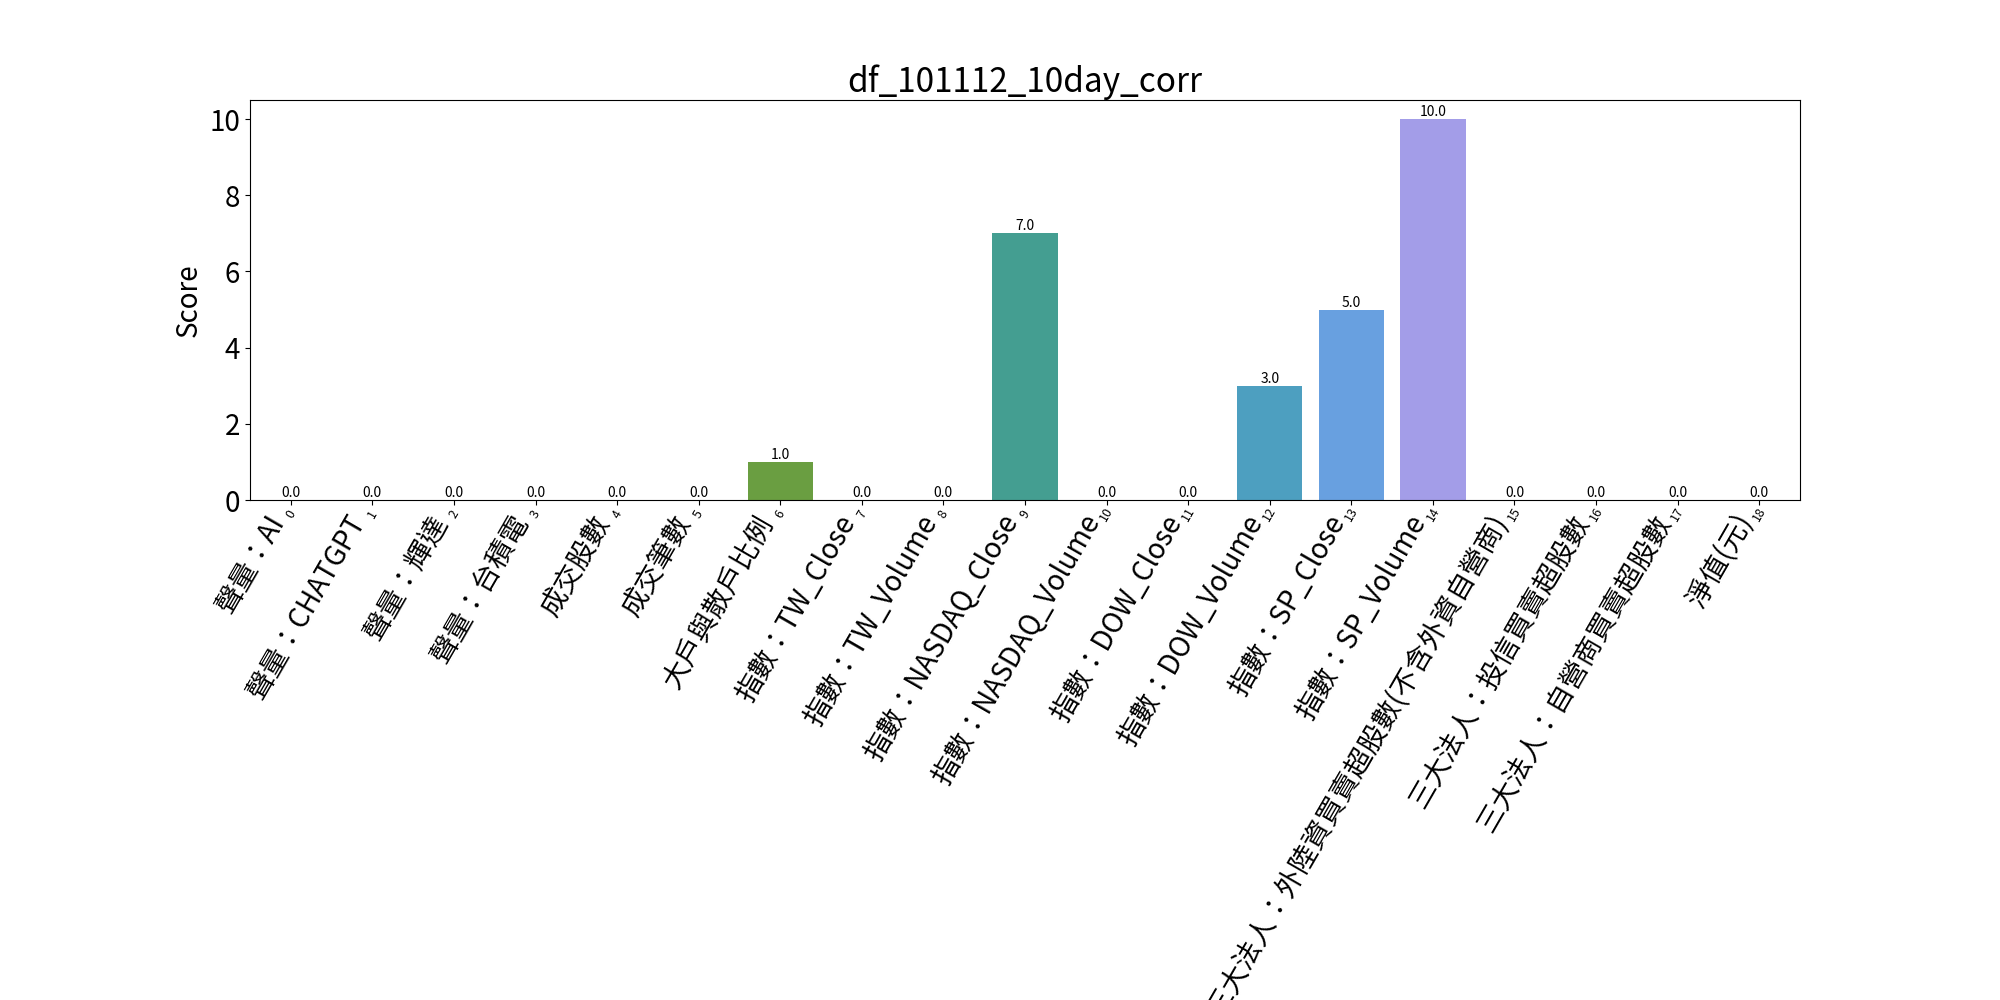 df_101112_10day_corr
Score
10
8
6
4
2
0
0.0
0.0
0.0
0.0
0.0
0.0
1.0
0.0
0.0
7.0
0.0
0.0
3.0
5.0
10.0
0.0
0.0
0.0
0.0
聲量：AI
0
聲量：CHATGPT
1
聲量：輝達
2
聲量：台積電
3
成交股數
4
成交筆數
5
大戶與散戶比例
6
指數：TW_Close
7
指數：TW_Volume
8
指數：NASDAQ_Close
9
指數：NASDAQ_Volume
10
指數：DOW_Close
11
指數：DOW_Volume
12
指數：SP_Close
13
指數：SP_Volume
14
三大法人：外陸資買賣超股數(不含外資自營商)
15
三大法人：投信買賣超股數
16
三大法人：自營商買賣超股數
17
淨值(元)
18